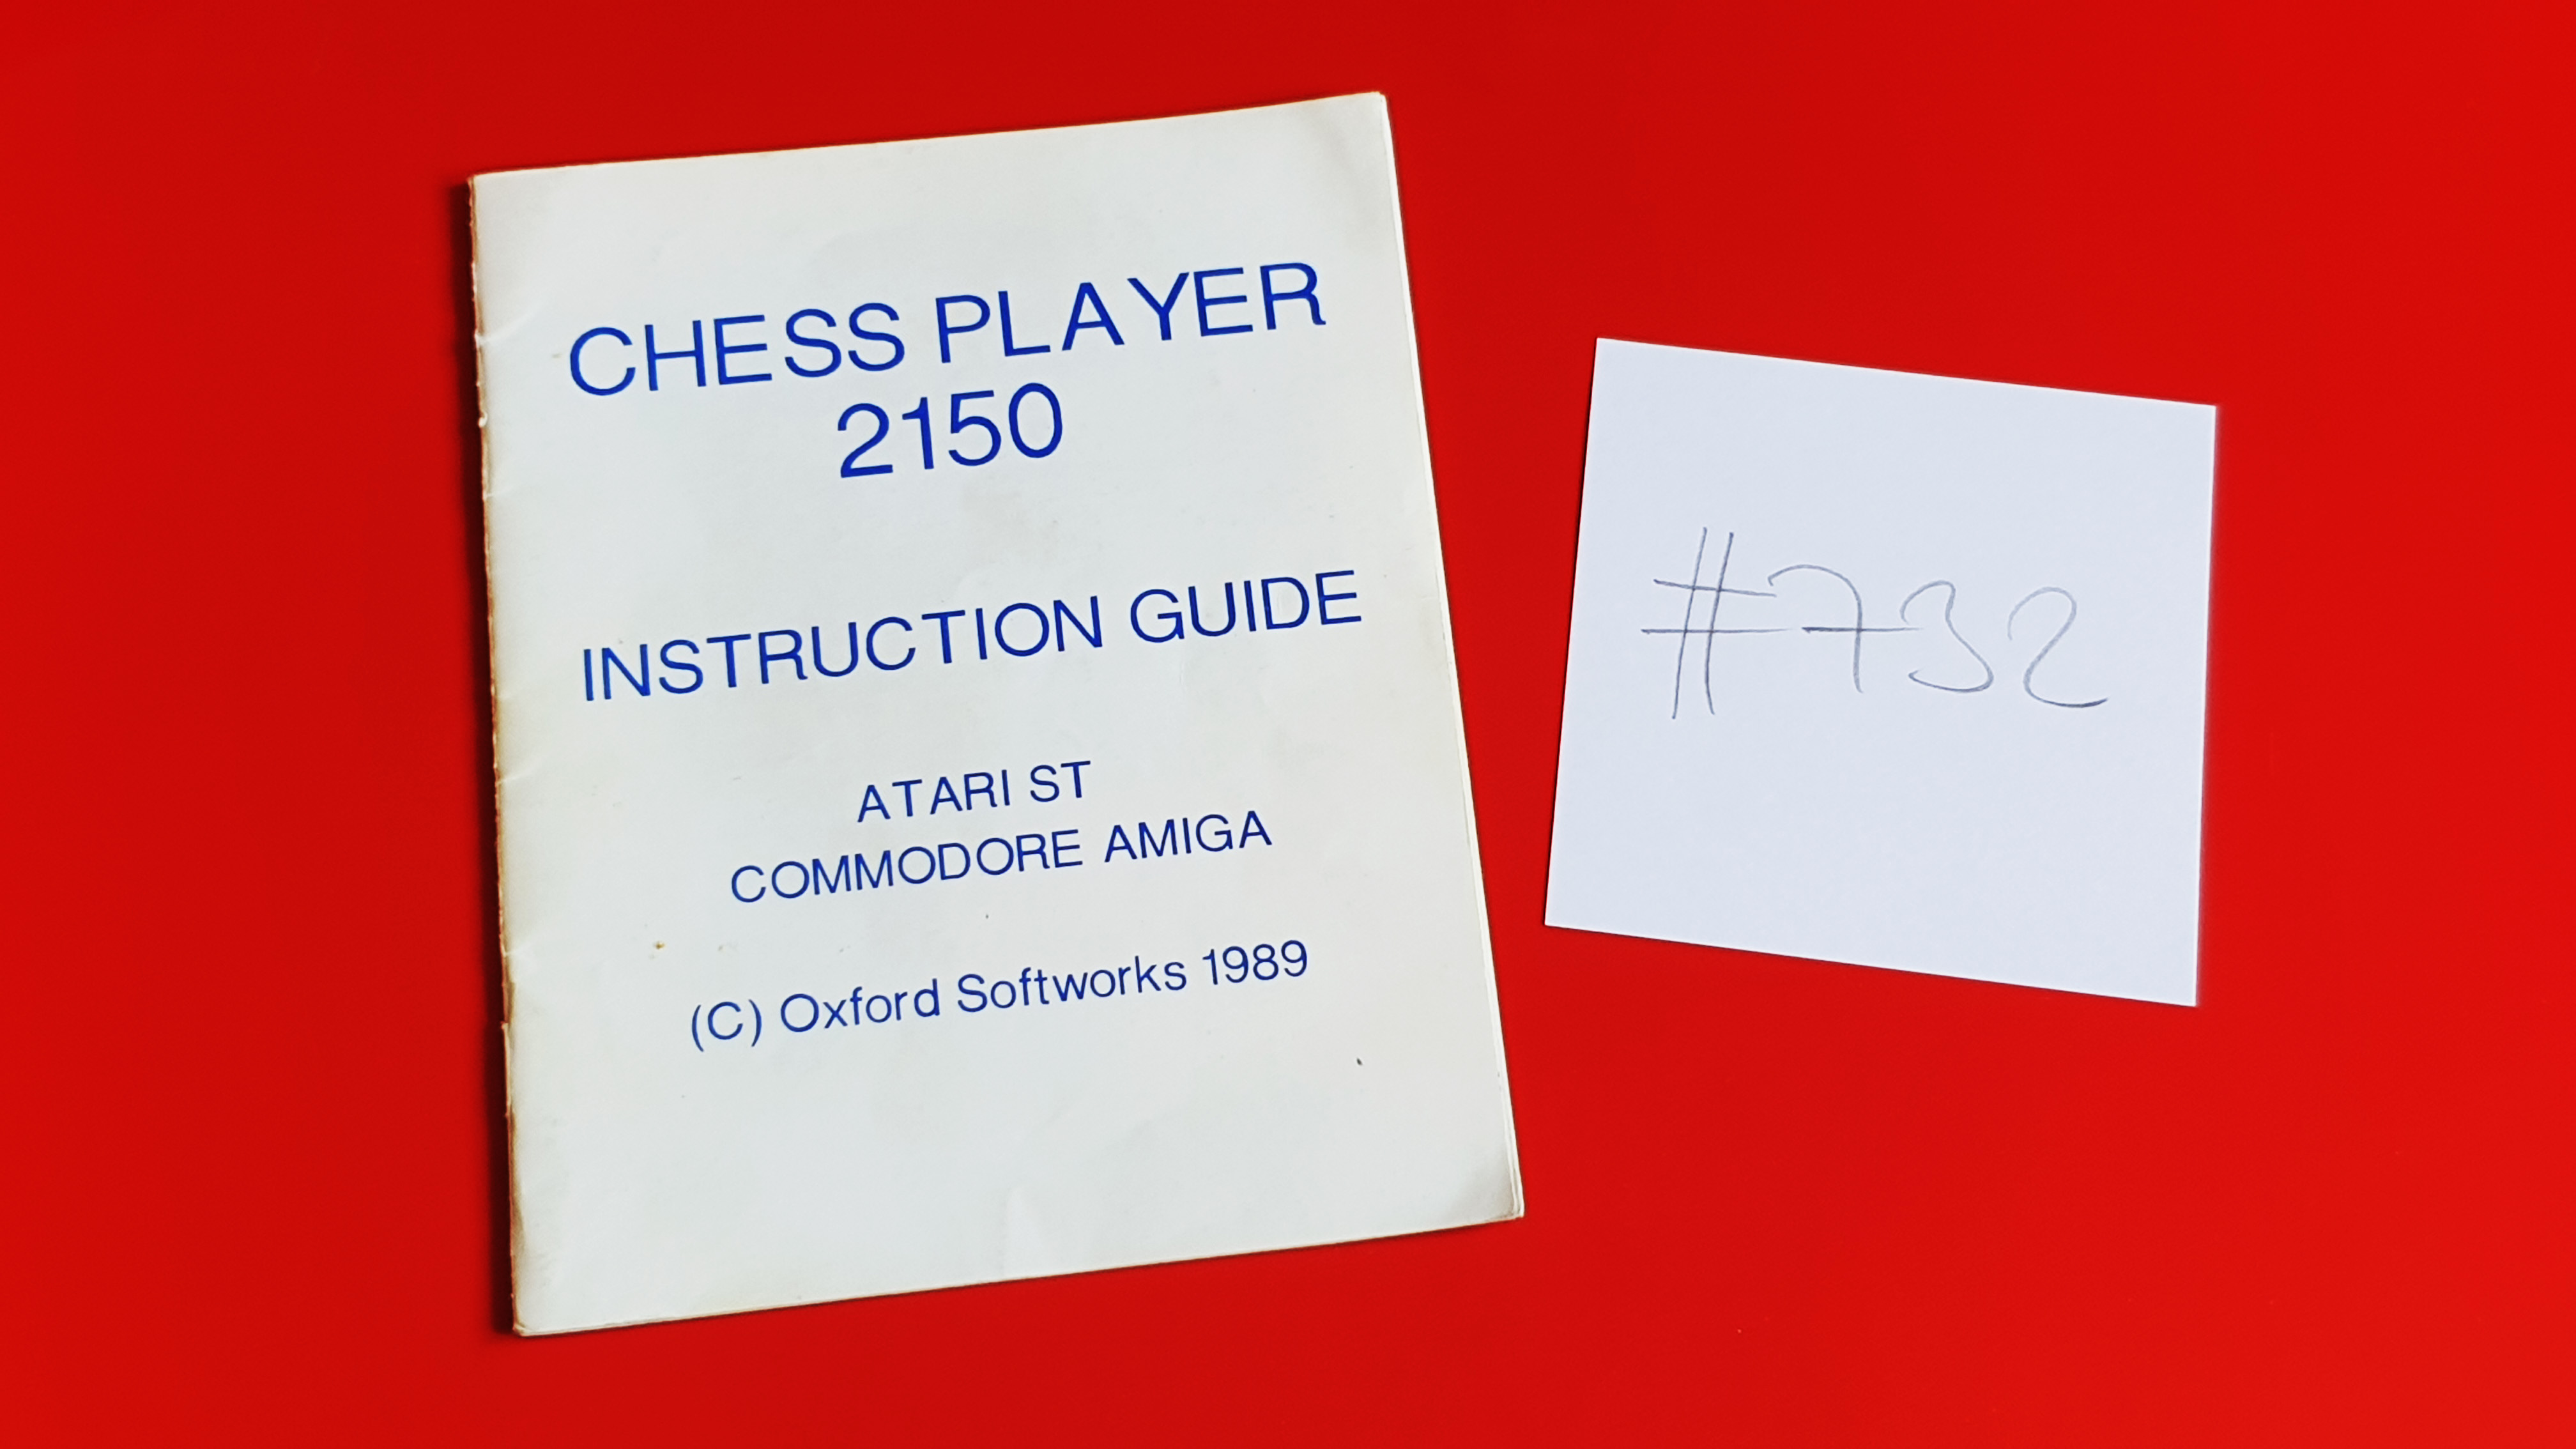 CHESS PLAYER
2150
INSTRUCTION GUIDE
ATARI ST
COMMODORE AMIGA
(C) Oxford Softworks 1989
#732